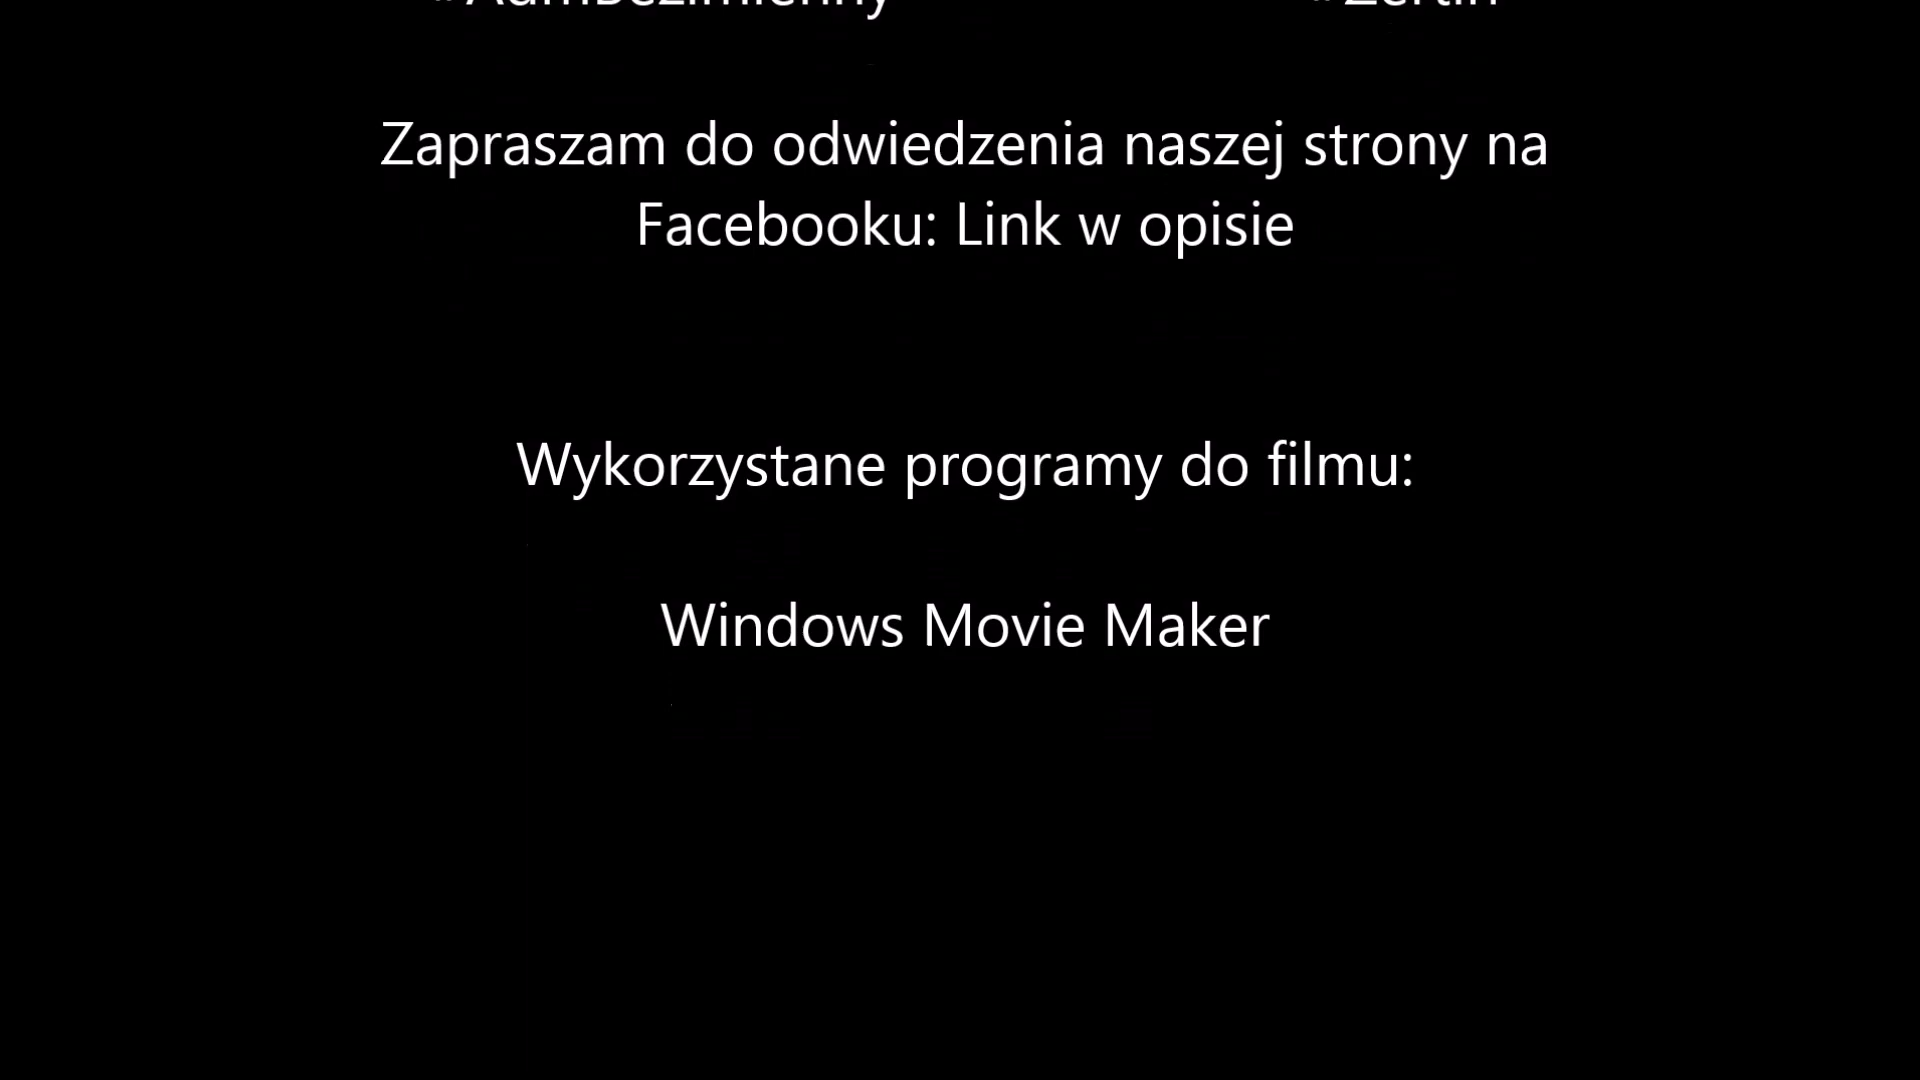 Zapraszam do odwiedzenia naszej strony na
Facebooku: Link w opisie
Wykorzystane programy do filmu:
Windows Movie Maker